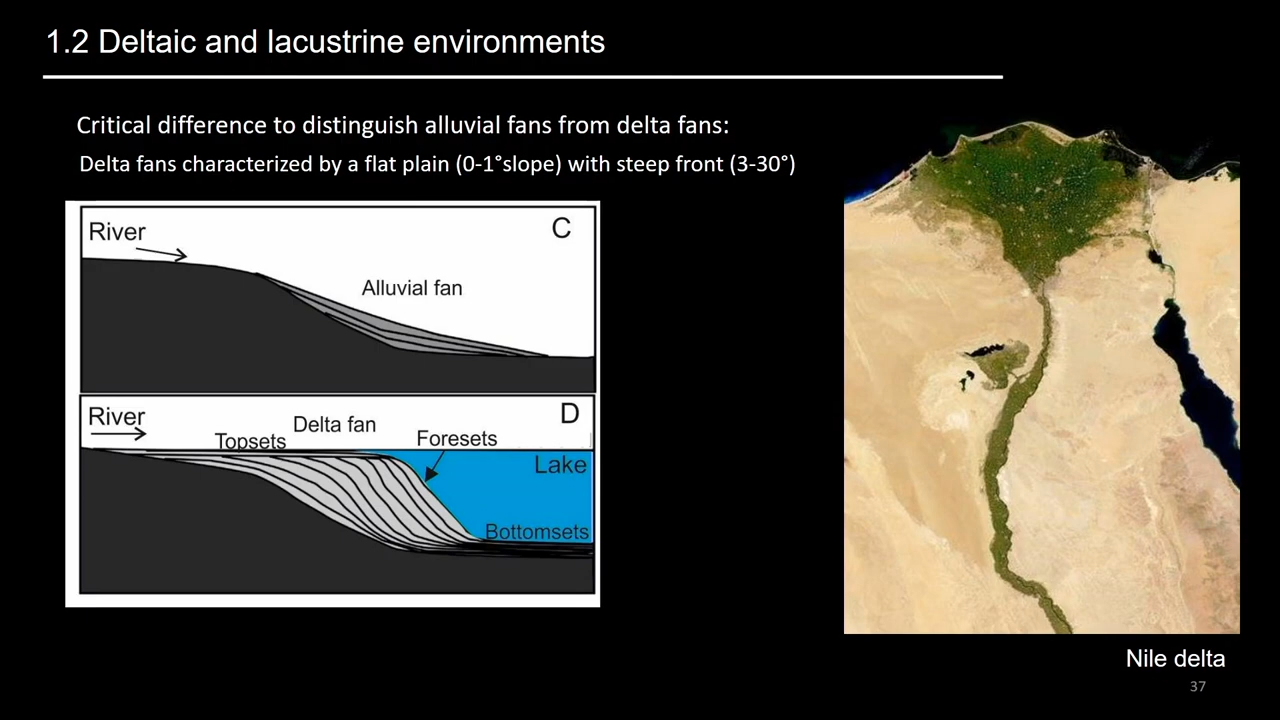 1.2 Deltaic and lacustrine environments
Critical difference to distinguish alluvial fans from delta fans:
Delta fans characterized by a flat plain (0-1°slope) with steep front (3-30°)
River
C
Alluvial fan
River
Delta fan
D
Topsets
Foresets
Lake
Bottomsets
Nile delta
37